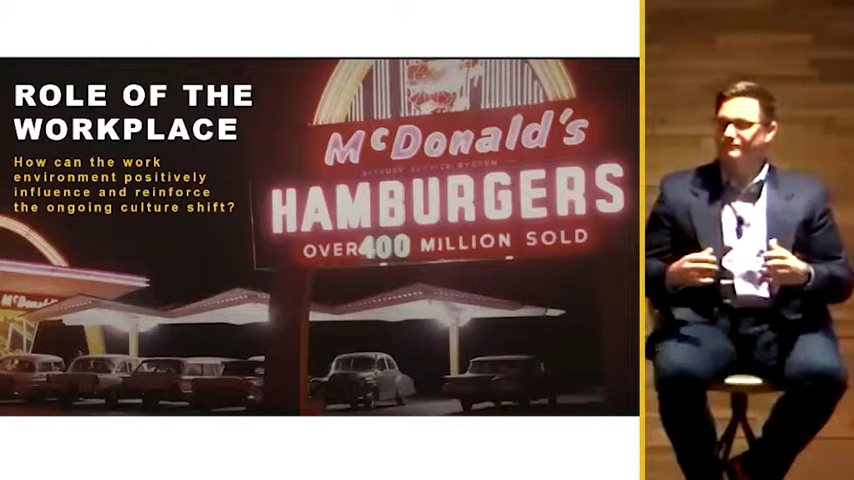 ROLE OF THE
WORKPLACE
How can the work
environment positively
influence and reinforce
the ongoing culture shift?
McDonald's
HAMBURGERS
OVER 400 MILLION SOLD
McDonald's